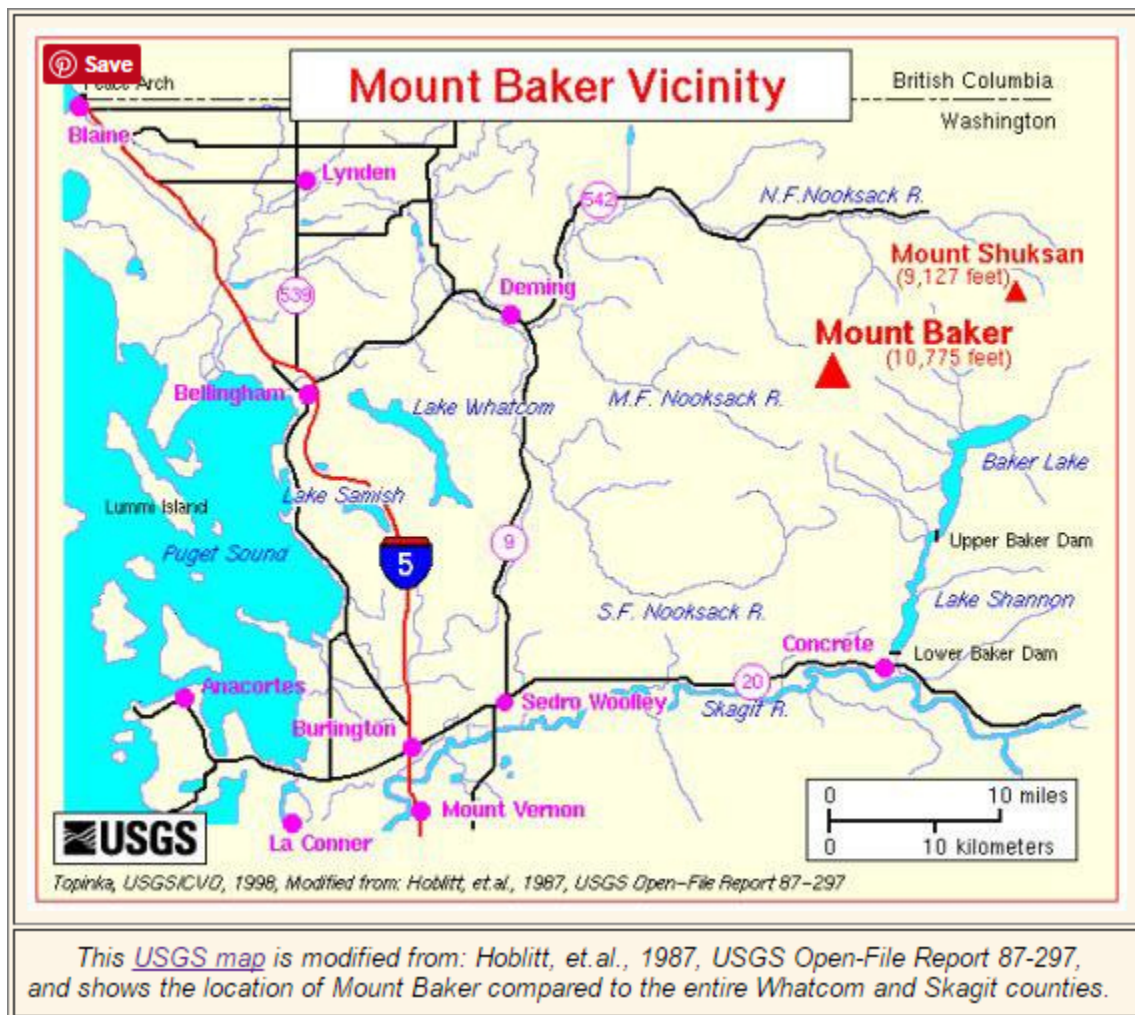 Save
Mount Baker Vicinity
Peace Arch
British Columbia
Washington
Blaine
Lynden
542
N.F.Nooksack R.
Mount Shuksan
(9,127 feet)
539
Deming
Mount Baker
(10,775 feet)
Bellingham
Lake Whatcom
M.F. Nooksack R.
Baker Lake
Lake Samish
Lummi Island
Puget Sound
5
9
Upper Baker Dam
Lake Shannon
S.F. Nooksack R.
Concrete
Lower Baker Dam
Anacortes
20
Sedro Woolley
Skagit R.
Burlington
Mount Vernon
La Conner
0 10 miles
0 10 kilometers
USGS
Topinka, USGS/CVO, 1998, Modified from: Hoblitt, et.al., 1987, USGS Open-File Report 87-297
This USGS map is modified from: Hoblitt, et.al., 1987, USGS Open-File Report 87-297,
and shows the location of Mount Baker compared to the entire Whatcom and Skagit counties.